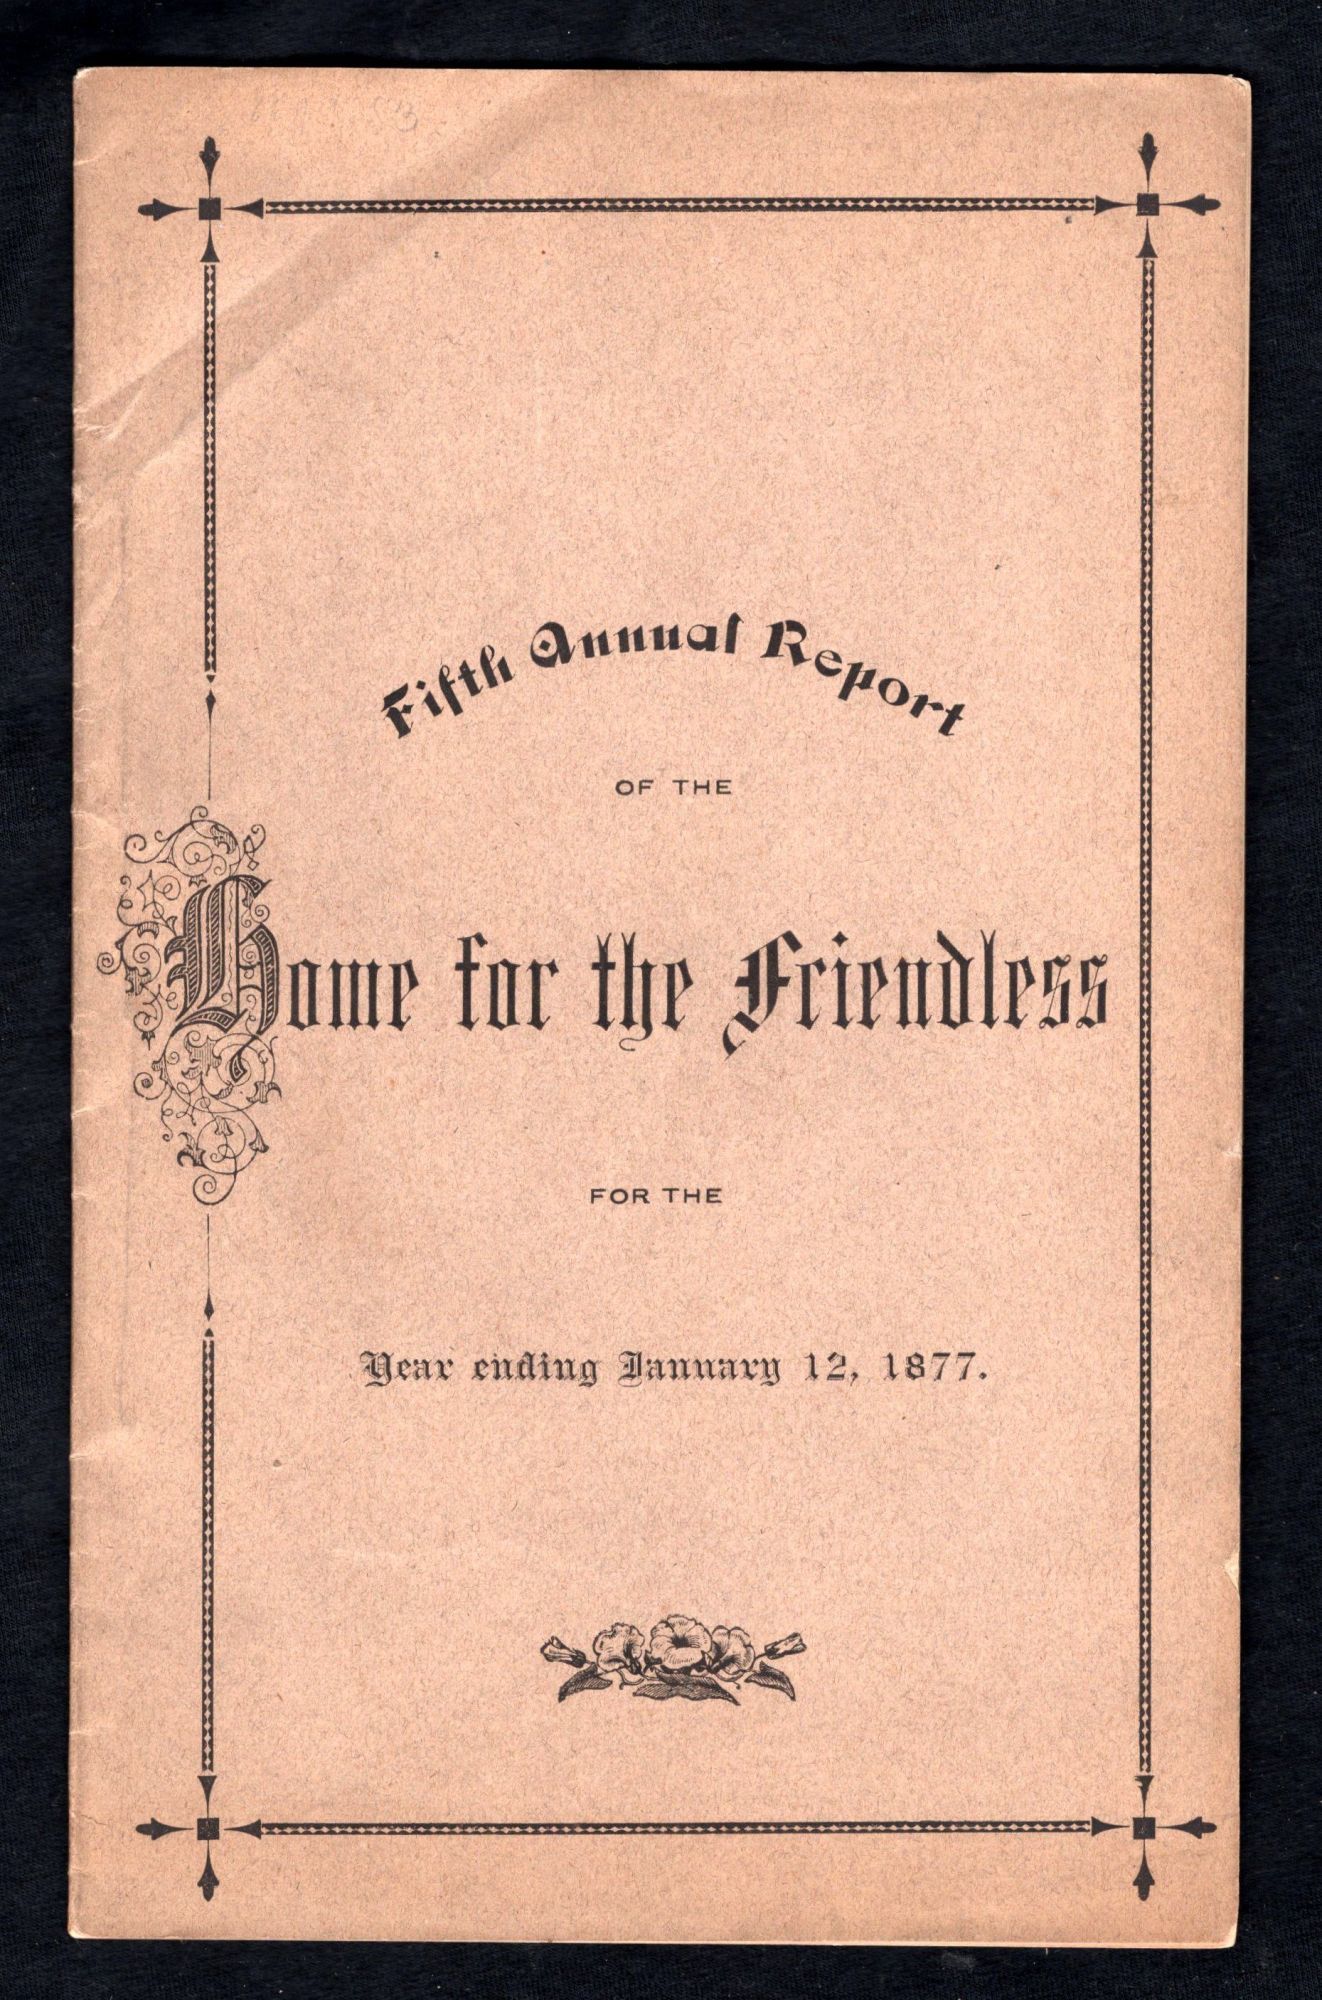 Fifth Annual Report
OF THE
Home for the Friendless
FOR THE
Year ending January 12, 1877.